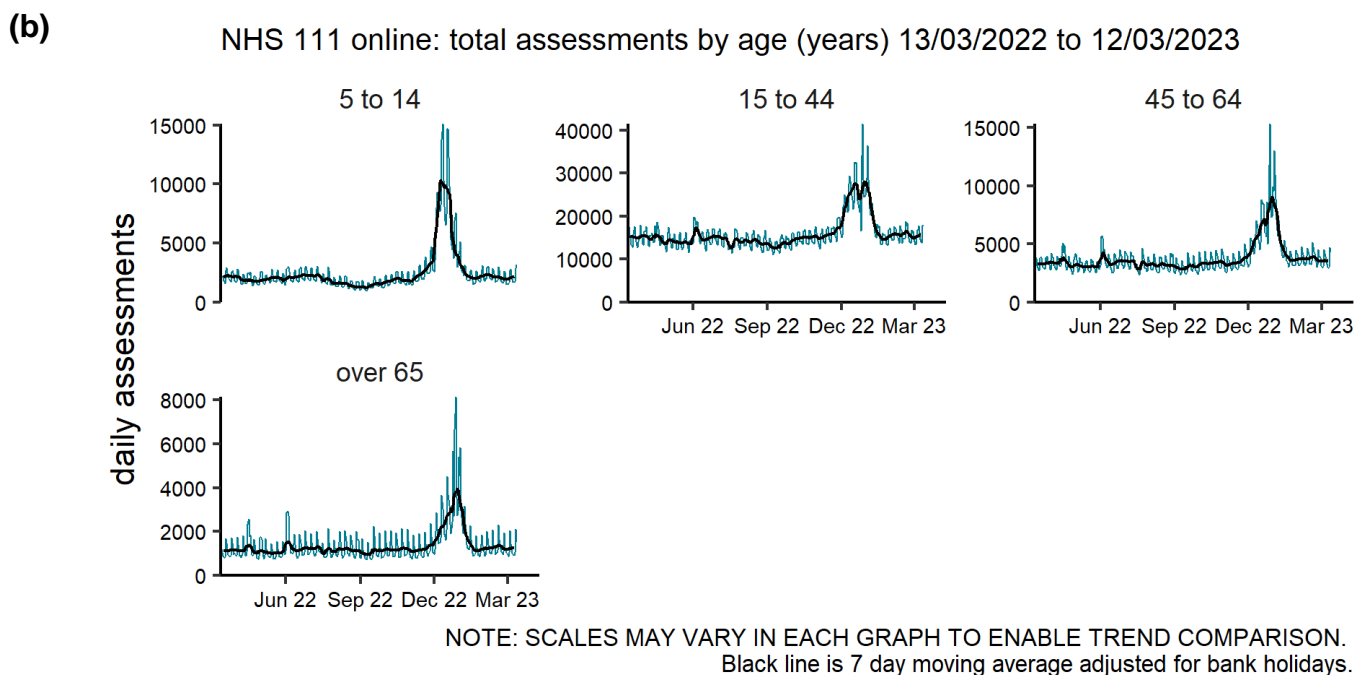 (b)
NHS 111 online: total assessments by age (years) 13/03/2022 to 12/03/2023
daily assessments
5 to 14
15000
10000
5000
0
15 to 44
40000
30000
20000
10000
0
Jun 22 Sep 22 Dec 22 Mar 23
45 to 64
15000
10000
5000
0
Jun 22 Sep 22 Dec 22 Mar 23
over 65
8000
6000
4000
2000
0
Jun 22 Sep 22 Dec 22 Mar 23
NOTE: SCALES MAY VARY IN EACH GRAPH TO ENABLE TREND COMPARISON.
Black line is 7 day moving average adjusted for bank holidays.